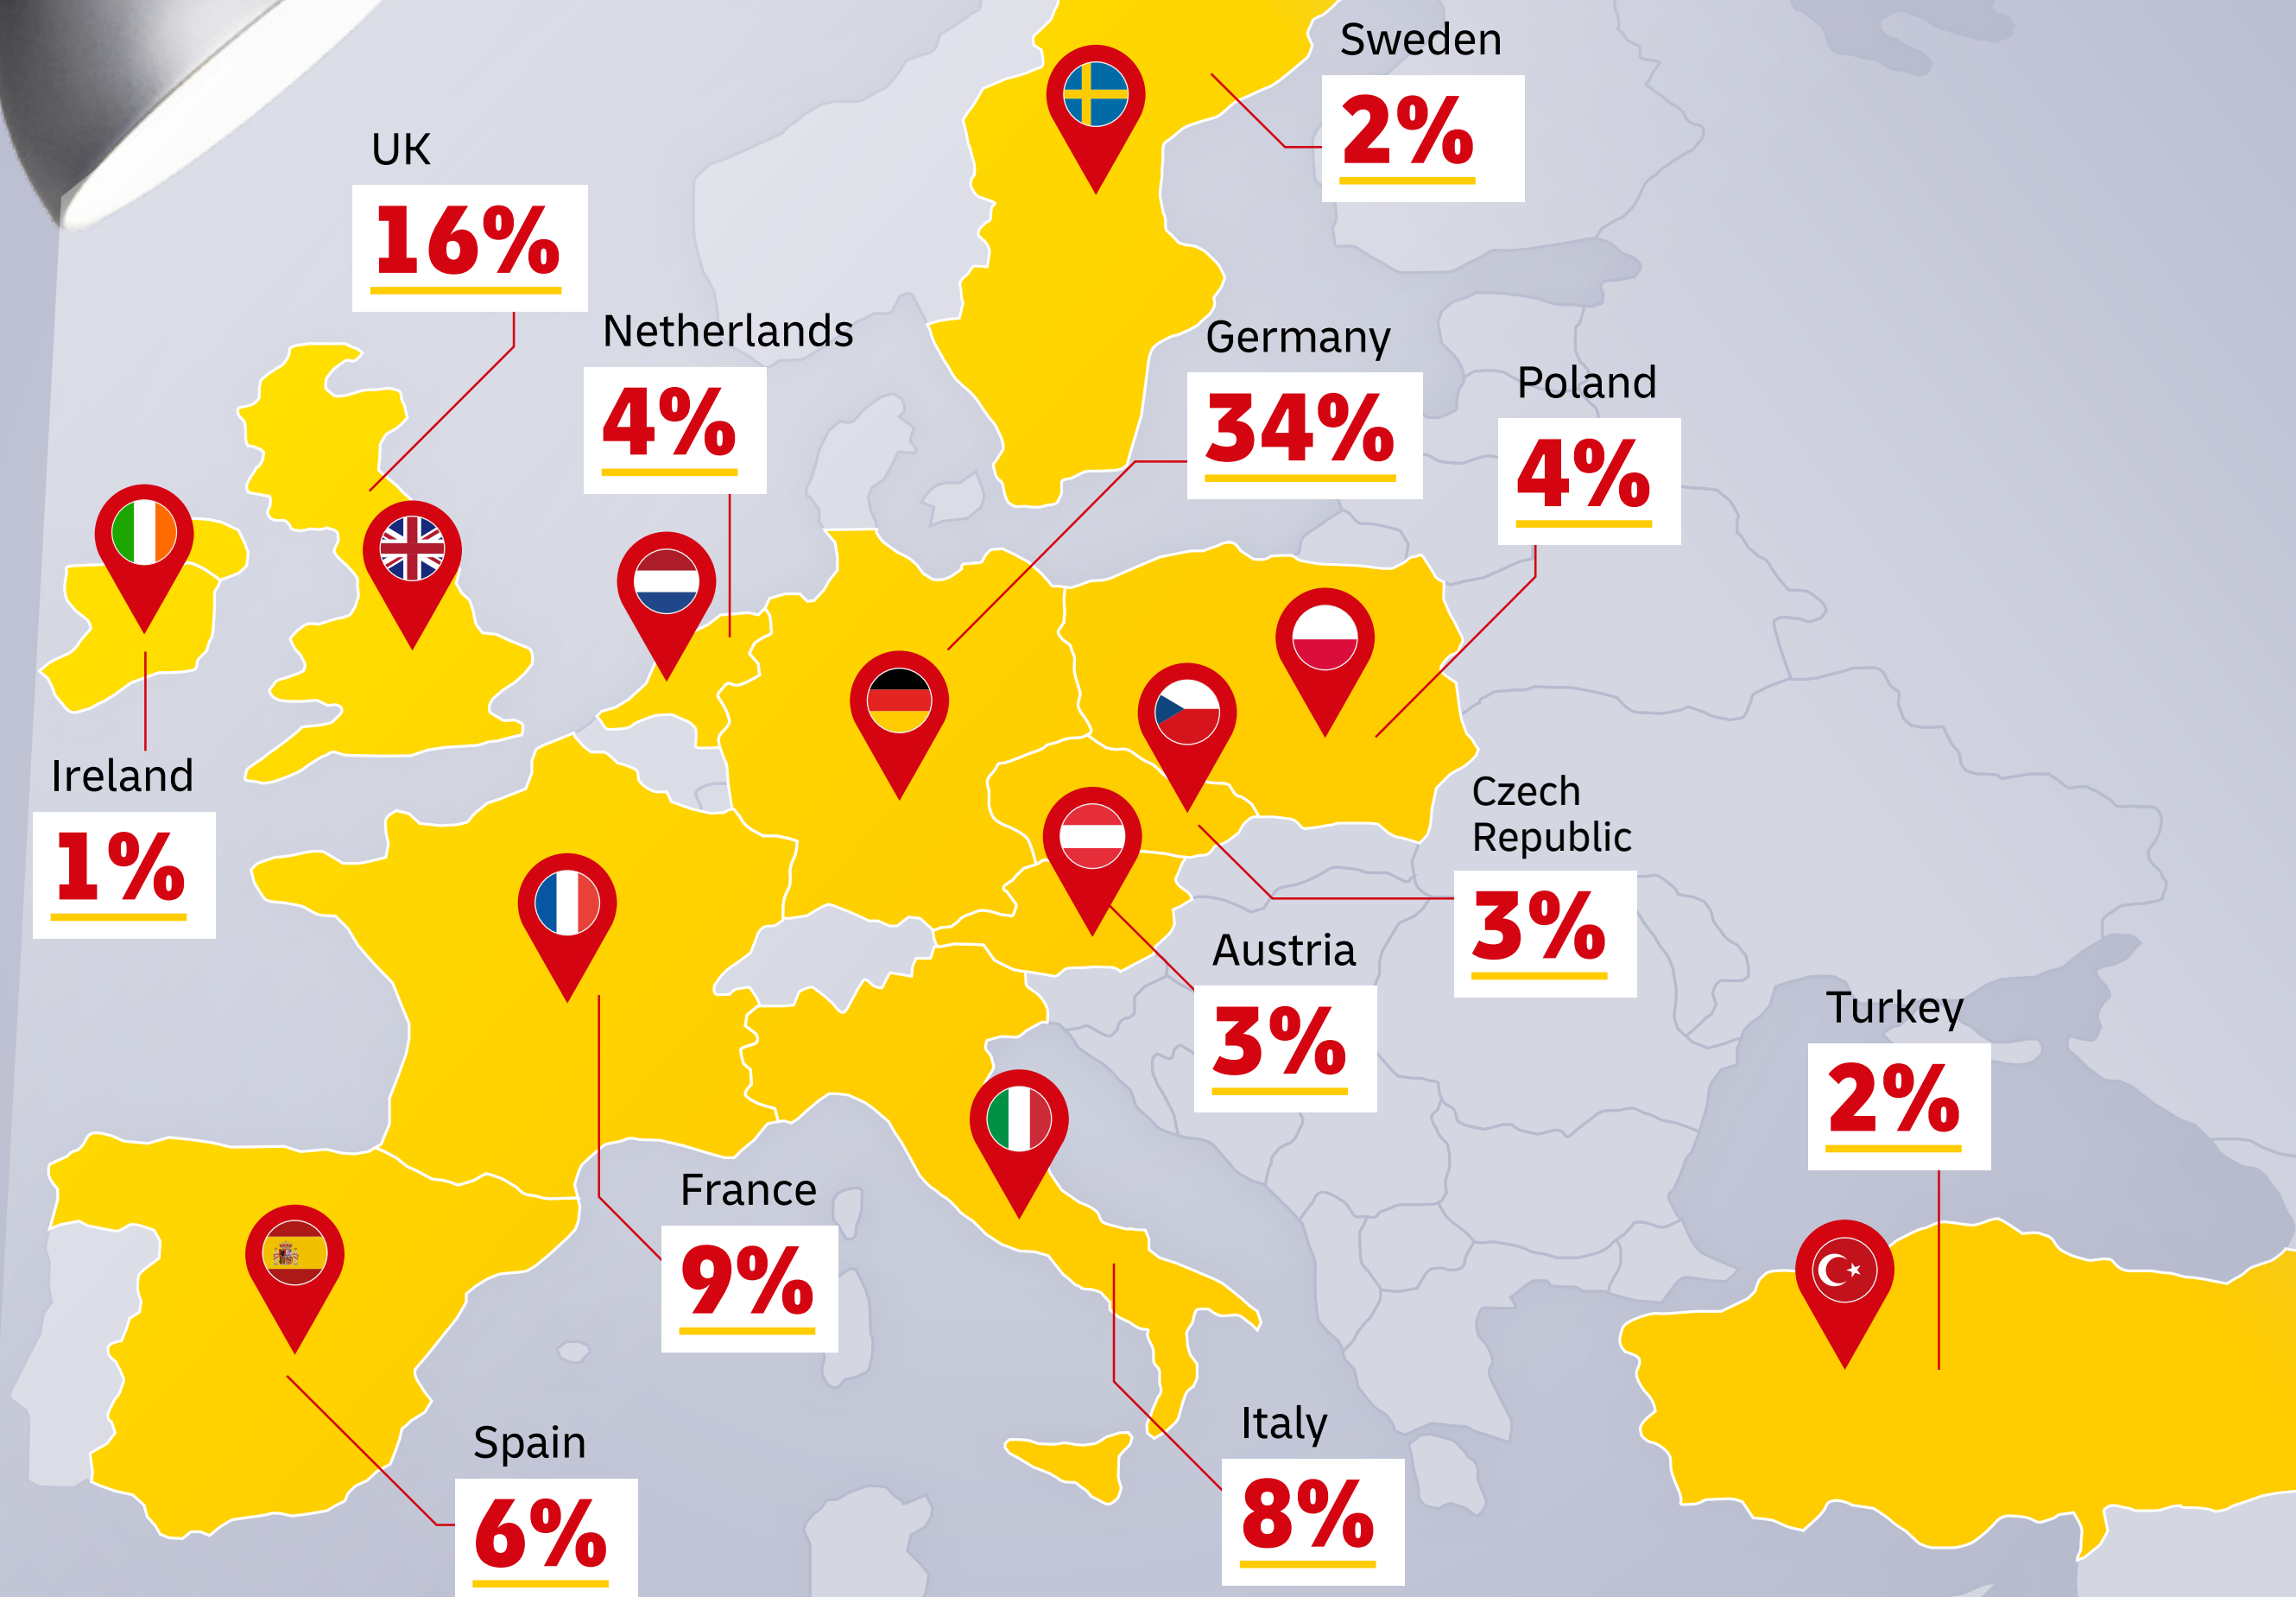 Sweden
2%
UK
16%
Netherlands
4%
Germany
34%
Poland
4%
Ireland
1%
Czech
Republic
3%
Austria
3%
Turkey
2%
France
9%
Italy
8%
Spain
6%